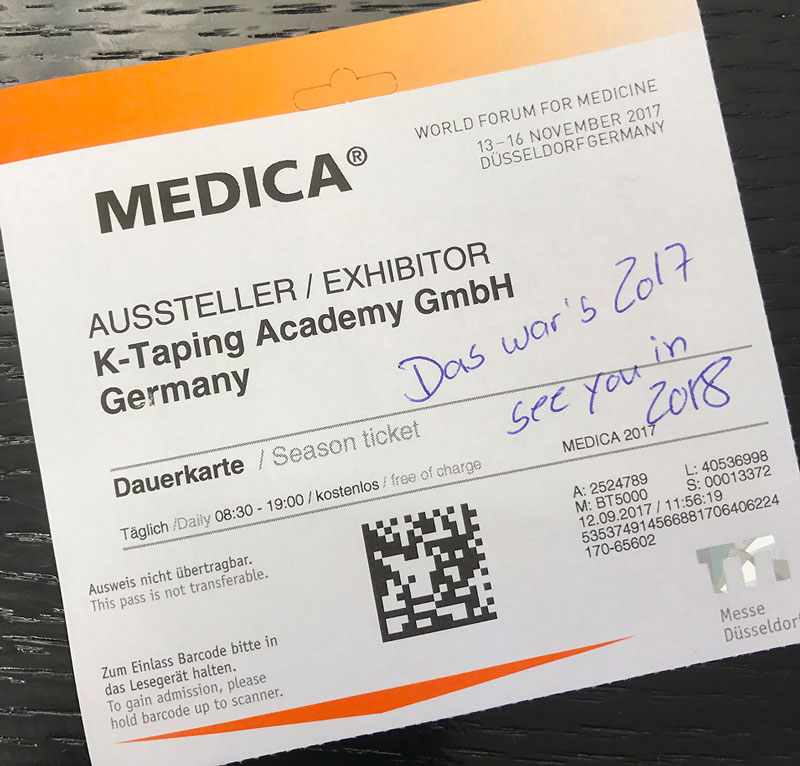 WORLD FORUM FOR MEDICINE
13–16 NOVEMBER 2017
DÜSSELDORF GERMANY
MEDICA®
AUSSTELLER / EXHIBITOR
K-Taping Academy GmbH
Germany
Das war's 2017
see you in
2018
Dauerkarte / Season ticket
MEDICA 2017
Täglich /Daily 08:30 - 19:00 / kostenlos / free of charge
A: 2524789 L: 40536998
M: BT5000 S: 00013372
12.09.2017 / 11:56:19
535374914566881706406224
170-65602
Ausweis nicht übertragbar.
This pass is not transferable.
Zum Einlass Barcode bitte in
das Lesegerät halten.
To gain admission, please
hold barcode up to scanner.
Messe
Düsseldorf